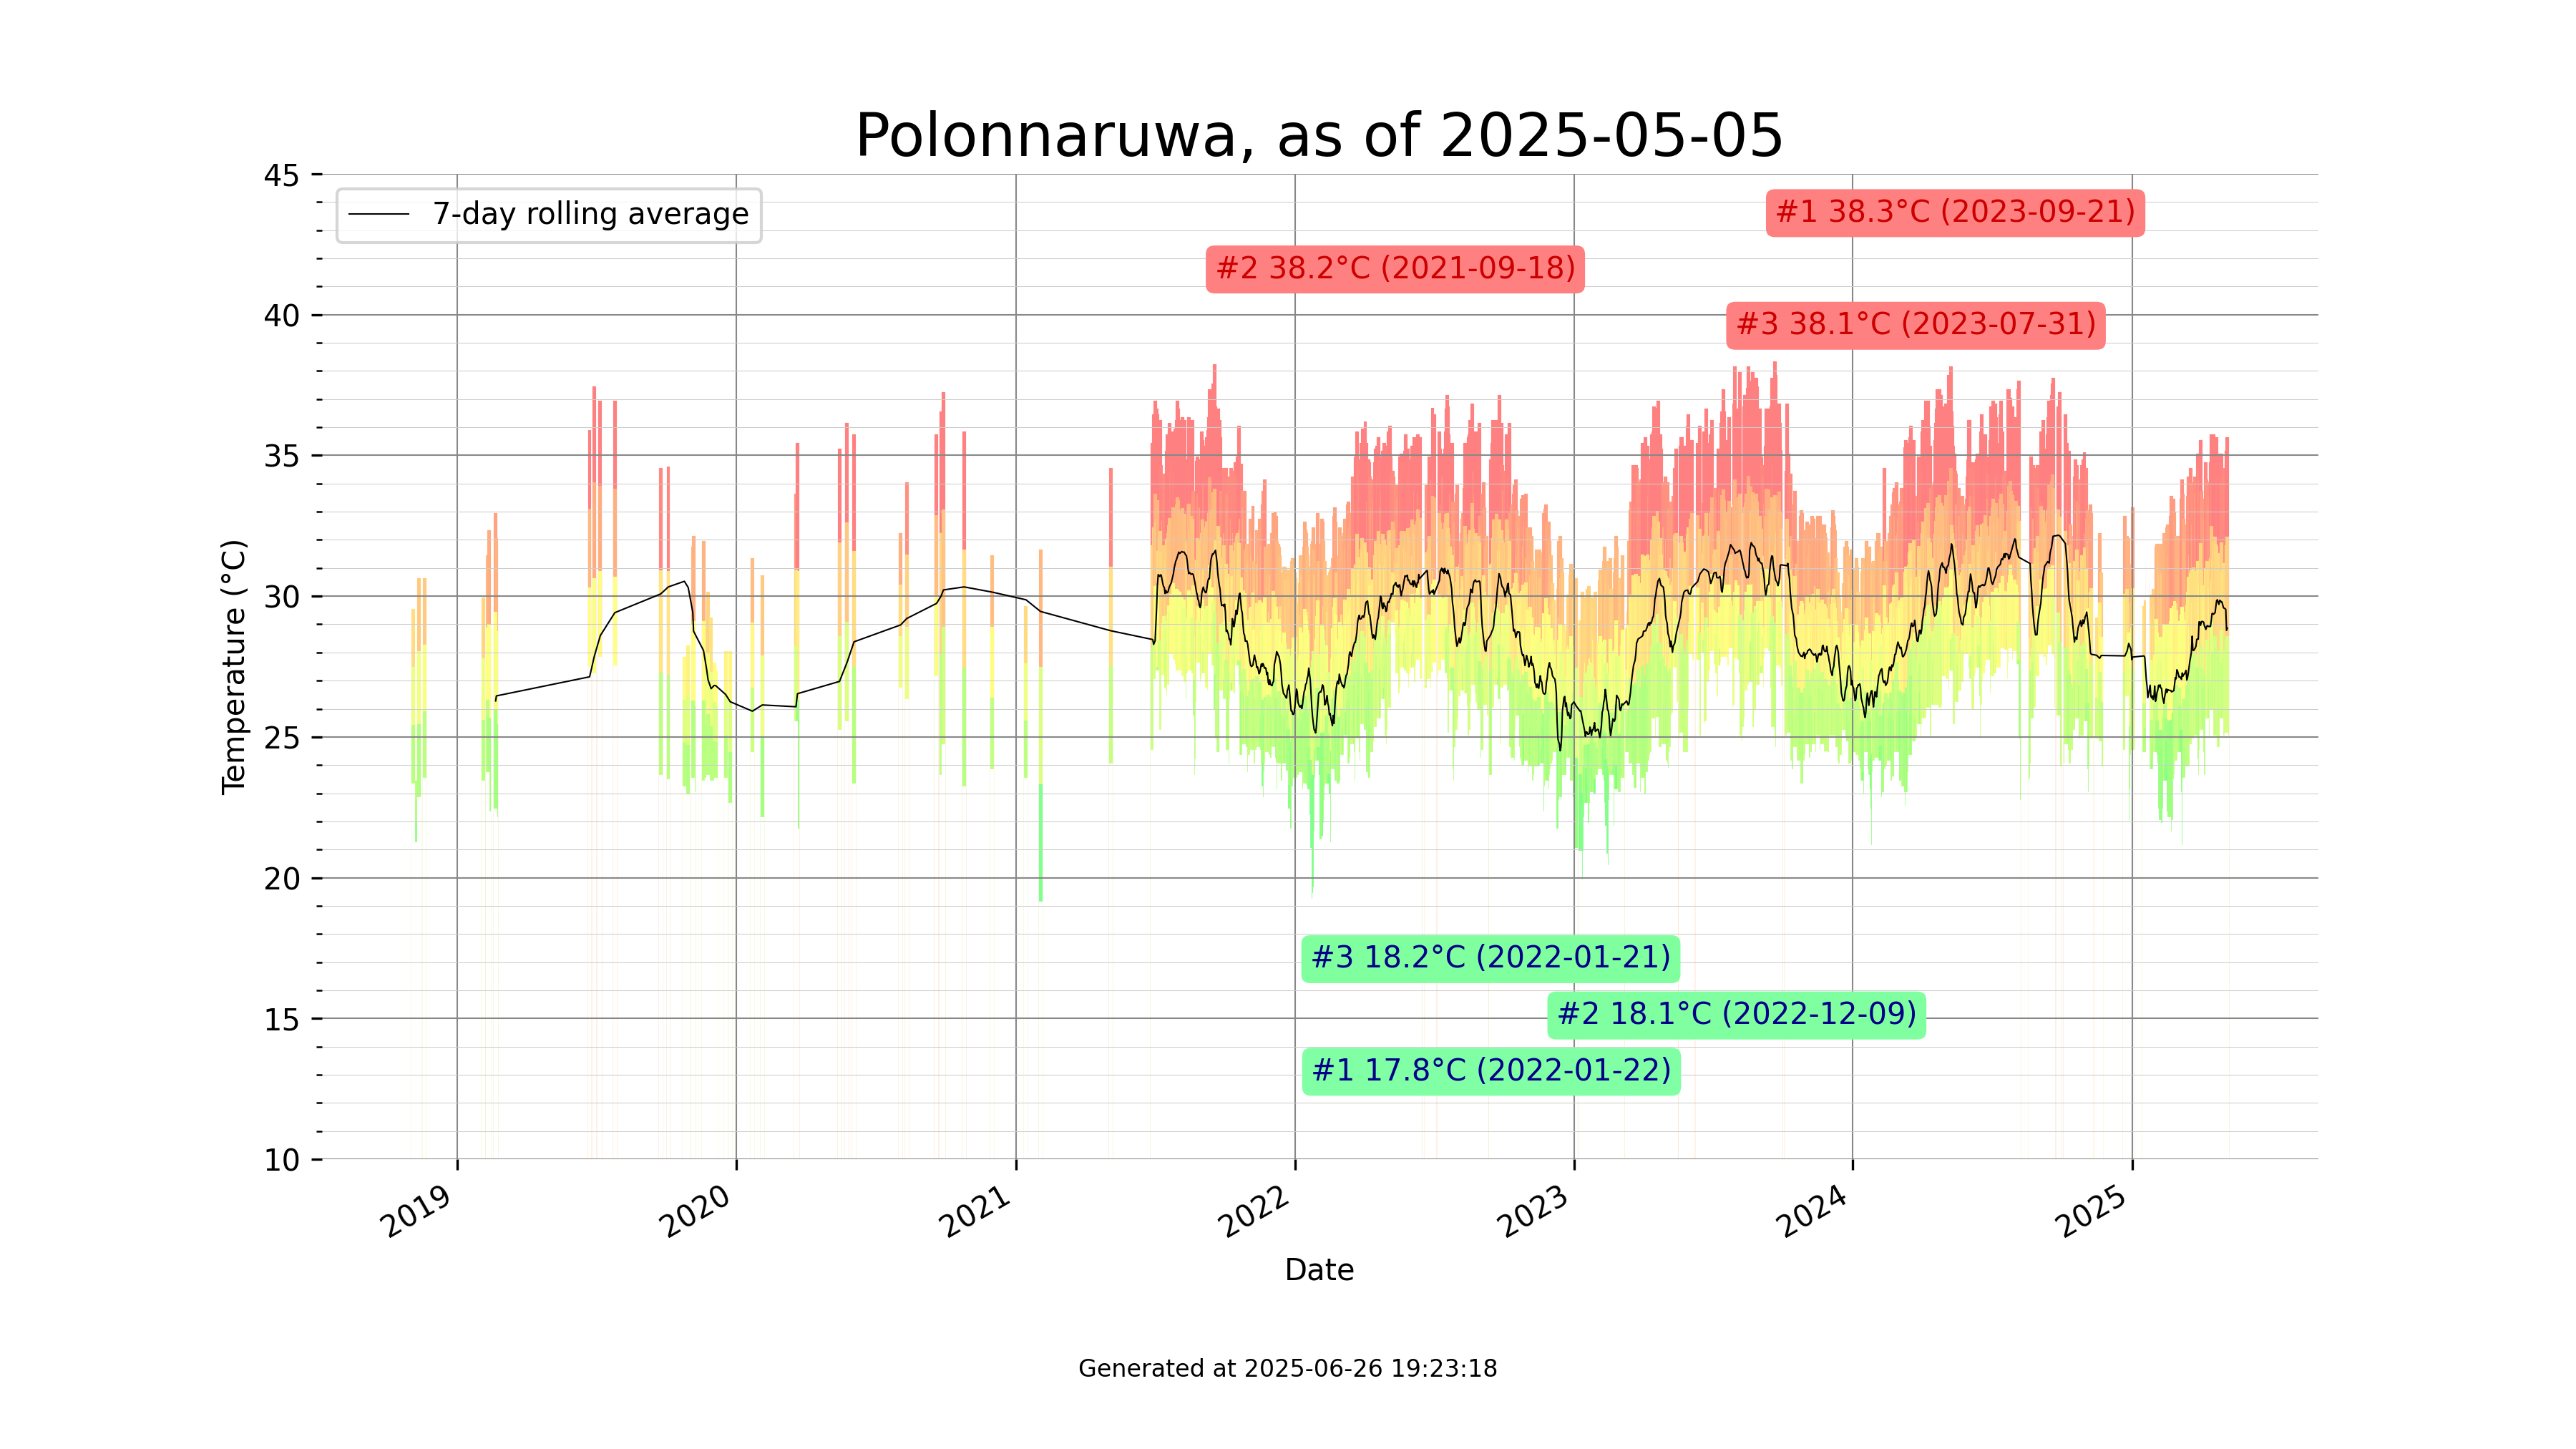 Polonnaruwa, as of 2025-05-05
45
40
35
30
25
20
15
10
Temperature (°C)
7-day rolling average
#1 38.3°C (2023-09-21)
#2 38.2°C (2021-09-18)
#3 38.1°C (2023-07-31)
#3 18.2°C (2022-01-21)
#2 18.1°C (2022-12-09)
#1 17.8°C (2022-01-22)
2019
2020
2021
2022
2023
2024
2025
Date
Generated at 2025-06-26 19:23:18